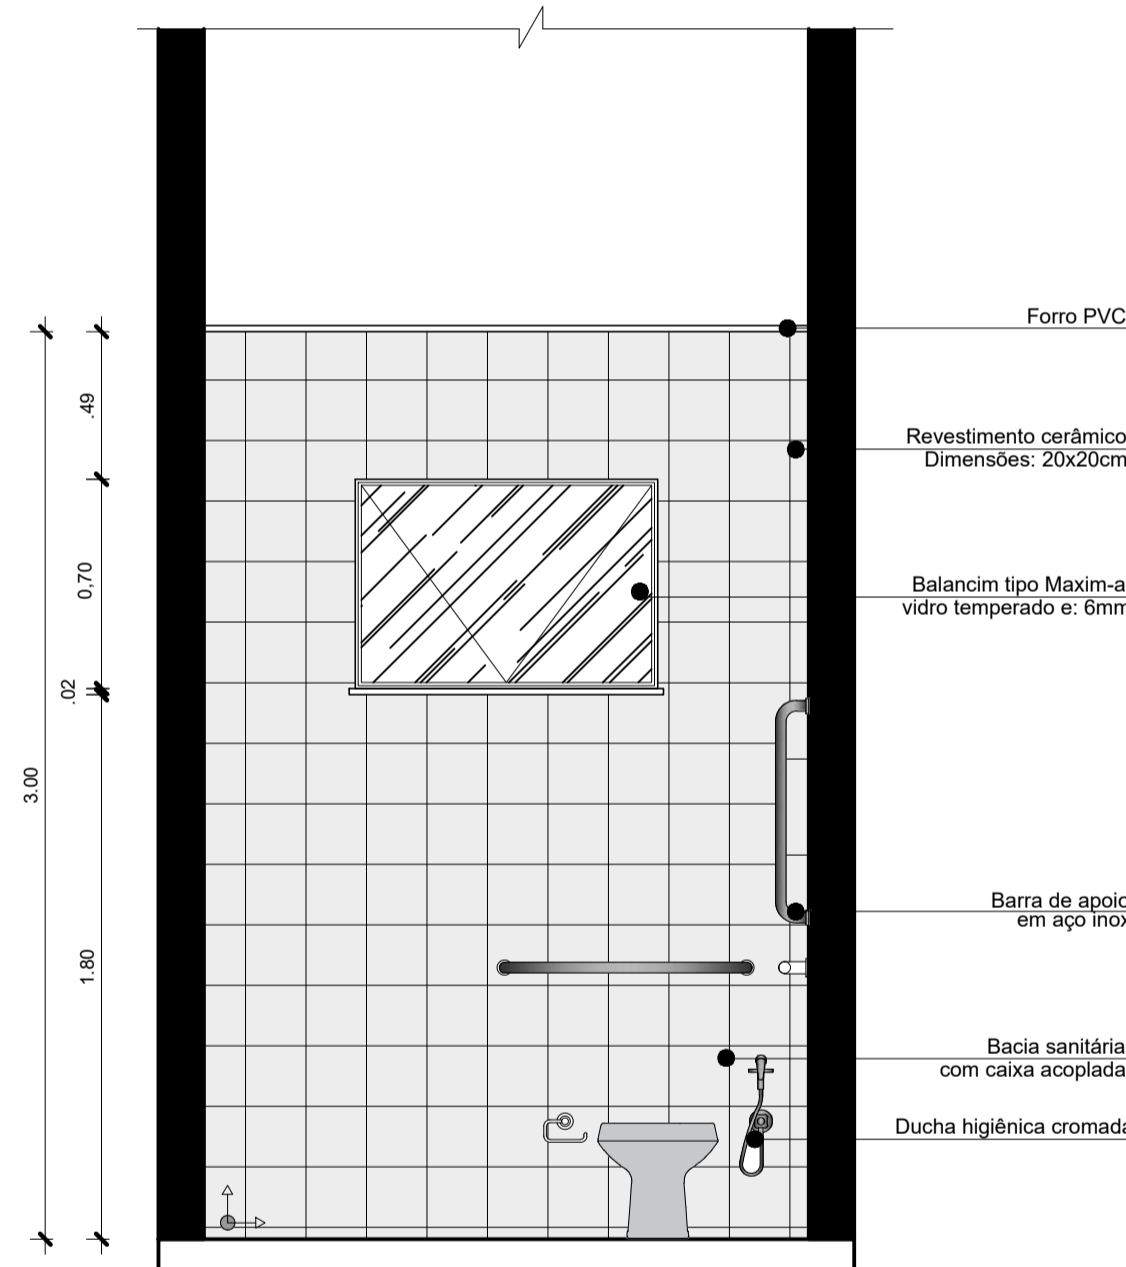 Forro PVC
.49
Revestimento cerâmico
Dimensões: 20x20cm
0,70
Balancim tipo Maxim-a
vidro temperado e: 6mm
.02
3.00
Barra de apoio
em aço inox
1.80
Bacia sanitária
com caixa acoplada
Ducha higiênica cromada